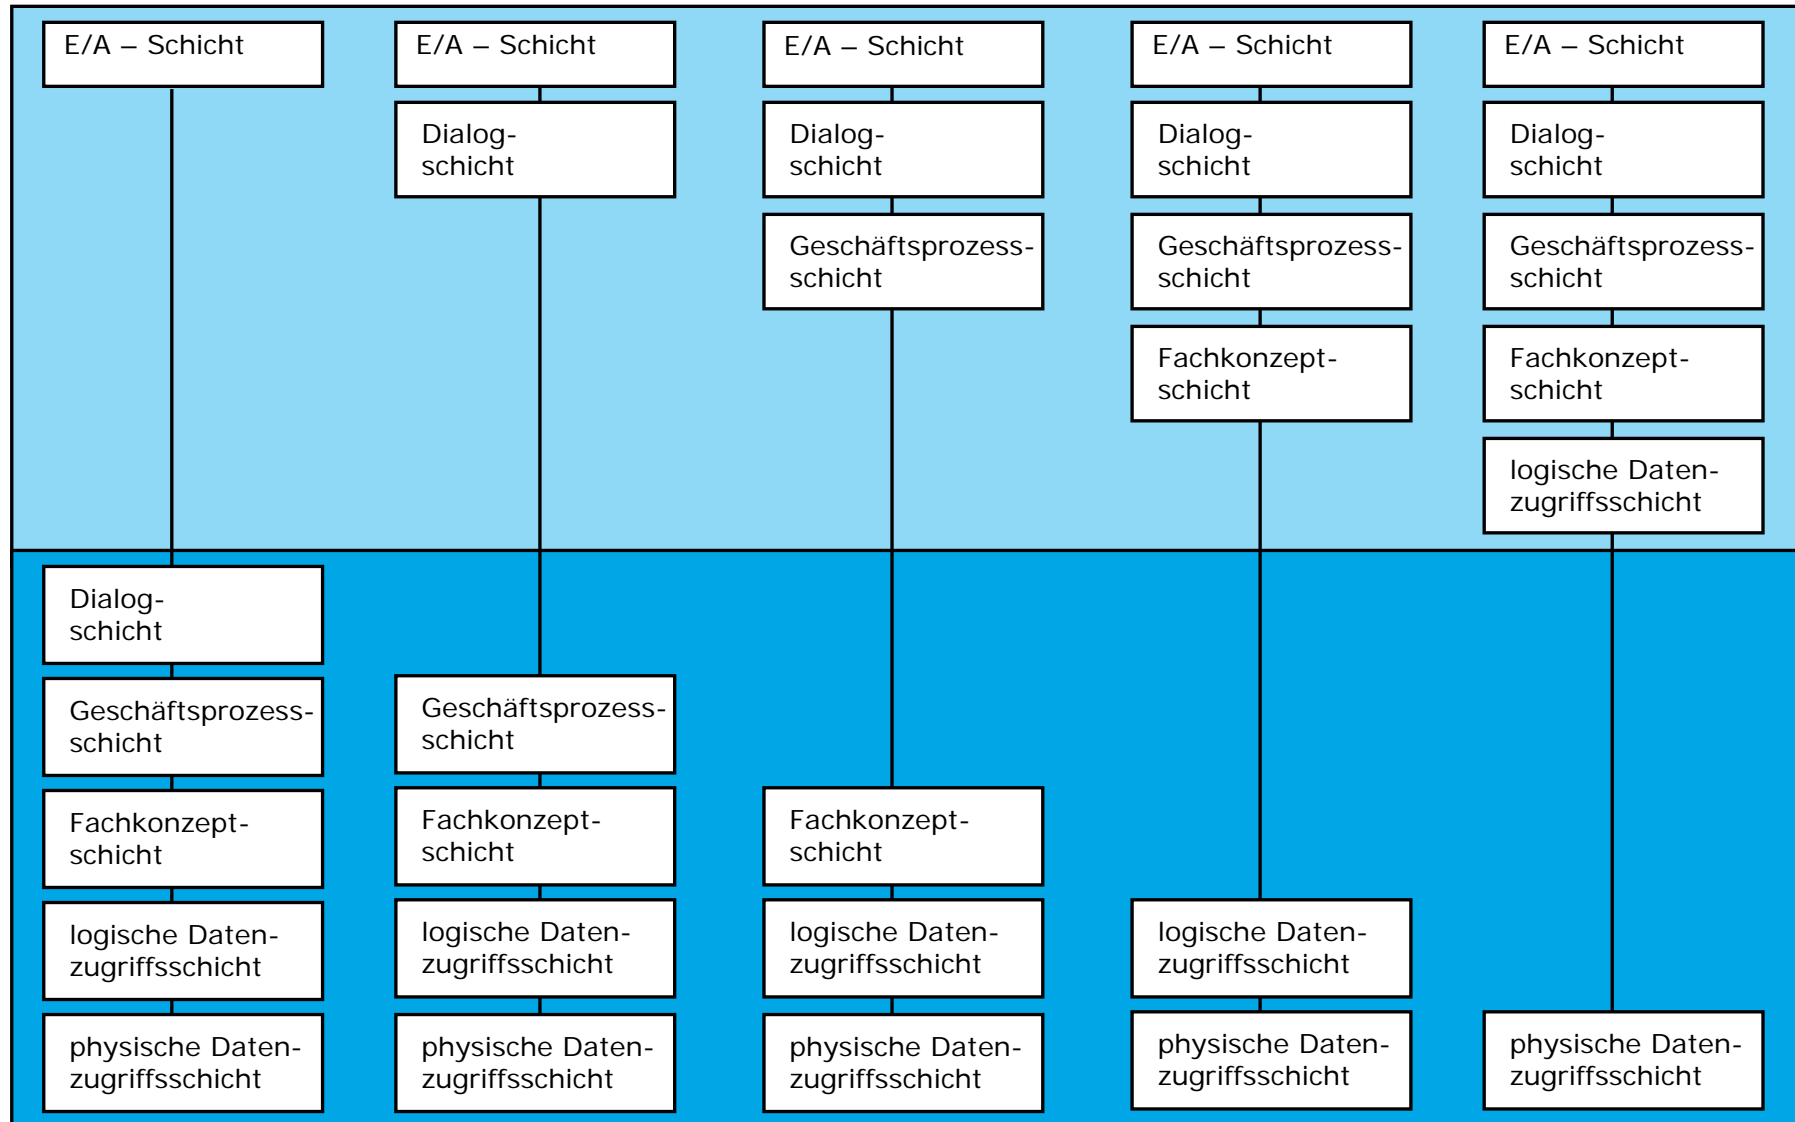 E/A – Schicht
E/A – Schicht
E/A – Schicht
E/A – Schicht
E/A – Schicht
Dialog-
schicht
Dialog-
schicht
Dialog-
schicht
Dialog-
schicht
Geschäftsprozess-
schicht
Geschäftsprozess-
schicht
Geschäftsprozess-
schicht
Fachkonzept-
schicht
Fachkonzept-
schicht
logische Daten-
zugriffsschicht
Dialog-
schicht
Geschäftsprozess-
schicht
Geschäftsprozess-
schicht
Fachkonzept-
schicht
Fachkonzept-
schicht
Fachkonzept-
schicht
logische Daten-
zugriffsschicht
logische Daten-
zugriffsschicht
logische Daten-
zugriffsschicht
logische Daten-
zugriffsschicht
physische Daten-
zugriffsschicht
physische Daten-
zugriffsschicht
physische Daten-
zugriffsschicht
physische Daten-
zugriffsschicht
physische Daten-
zugriffsschicht